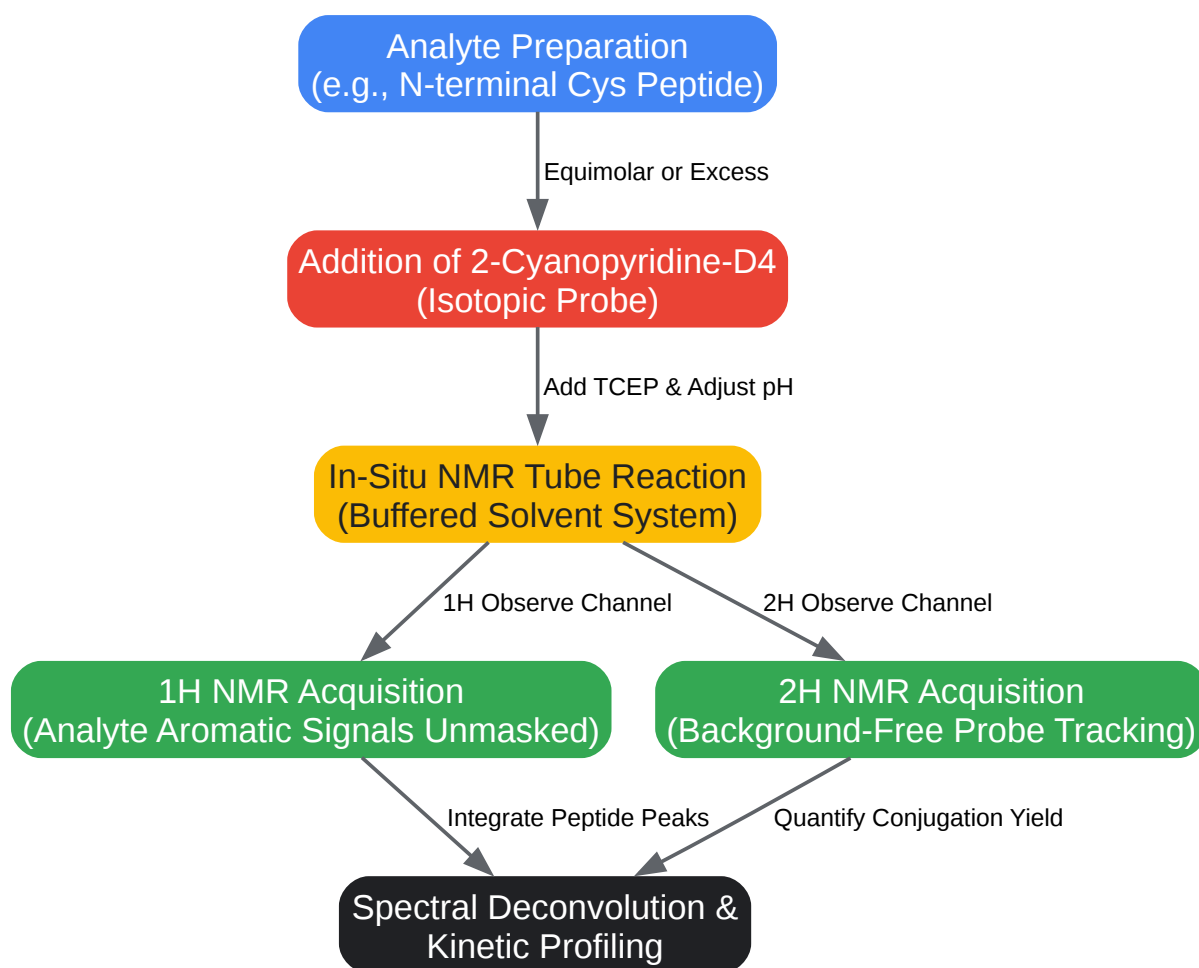 Analyte Preparation
(e.g., N-terminal Cys Peptide)
Equimolar or Excess
Addition of 2-Cyanopyridine-D4
(Isotopic Probe)
Add TCEP & Adjust pH
In-Situ NMR Tube Reaction
(Buffered Solvent System)
1H Observe Channel
2H Observe Channel
1H NMR Acquisition
(Analyte Aromatic Signals Unmasked)
2H NMR Acquisition
(Background-Free Probe Tracking)
Integrate Peptide Peaks
Quantify Conjugation Yield
Spectral Deconvolution &
Kinetic Profiling